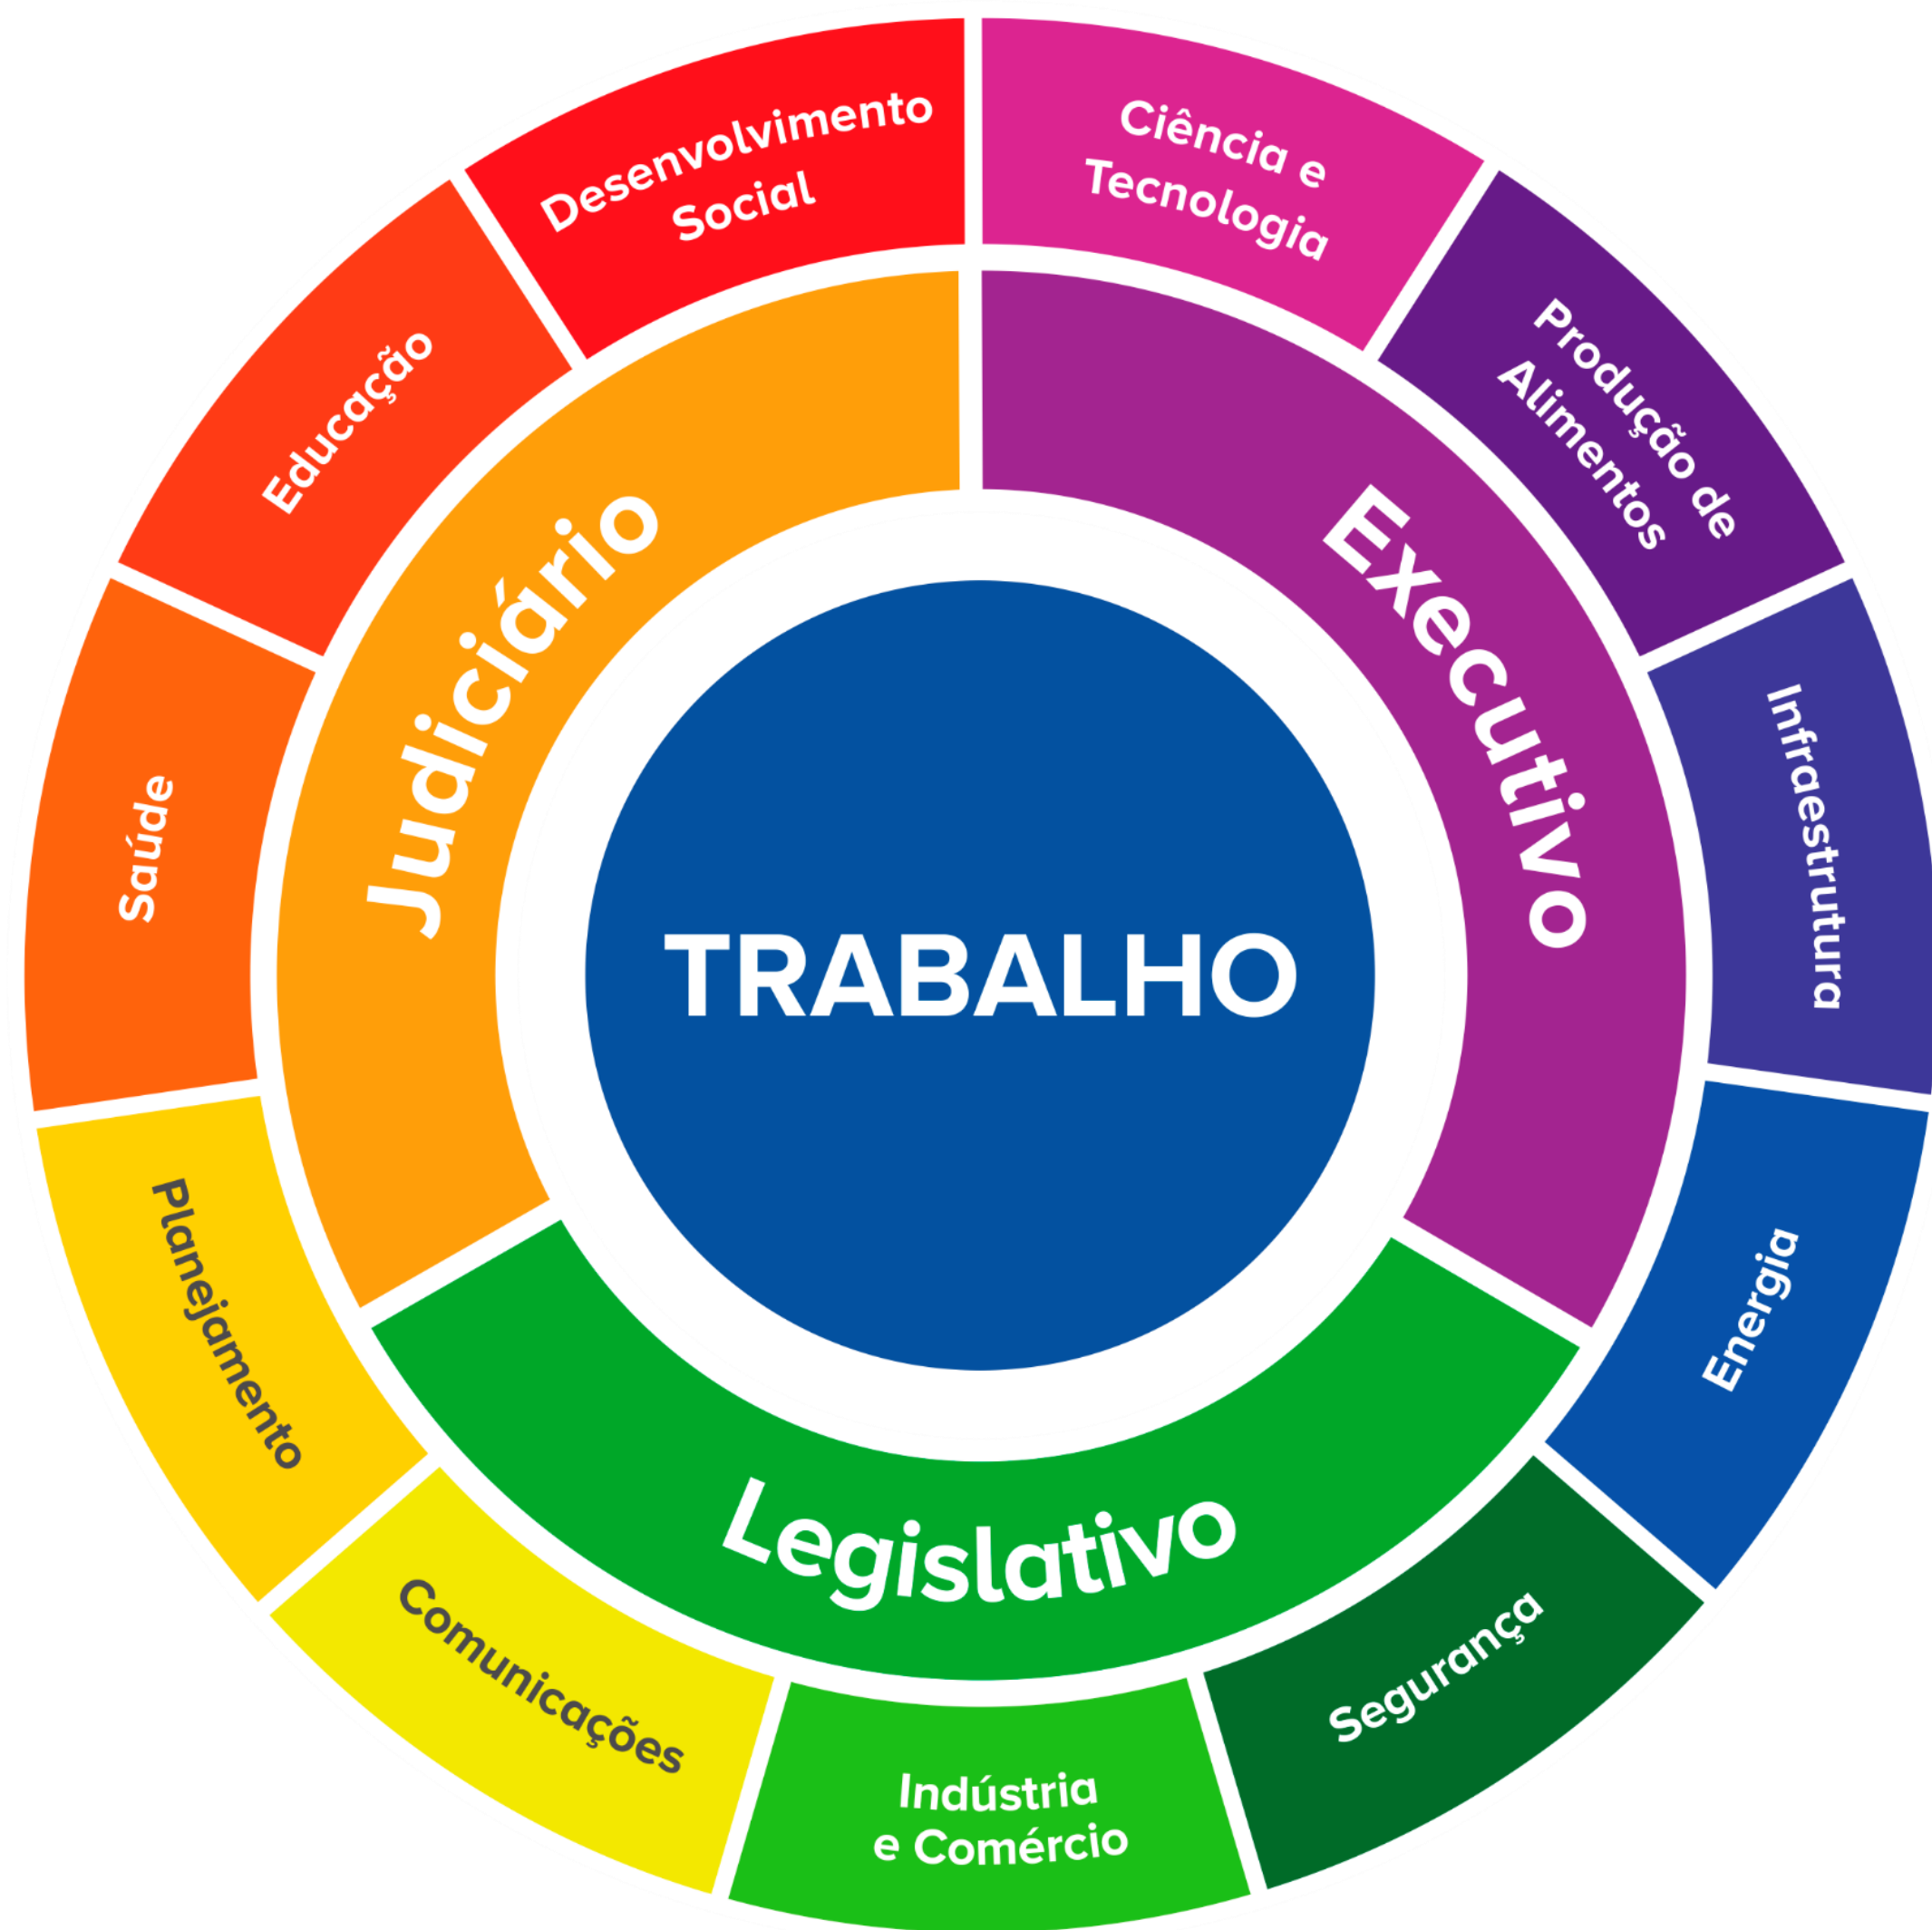 Desenvolvimento
Social
Ciência e
Tecnologia
Produção de
Alimentos
Infraestrutura
Energia
Segurança
Indústria
e Comércio
Comunicações
Planejamento
Saúde
Educação
Judiciário
Executivo
Legislativo
TRABALHO